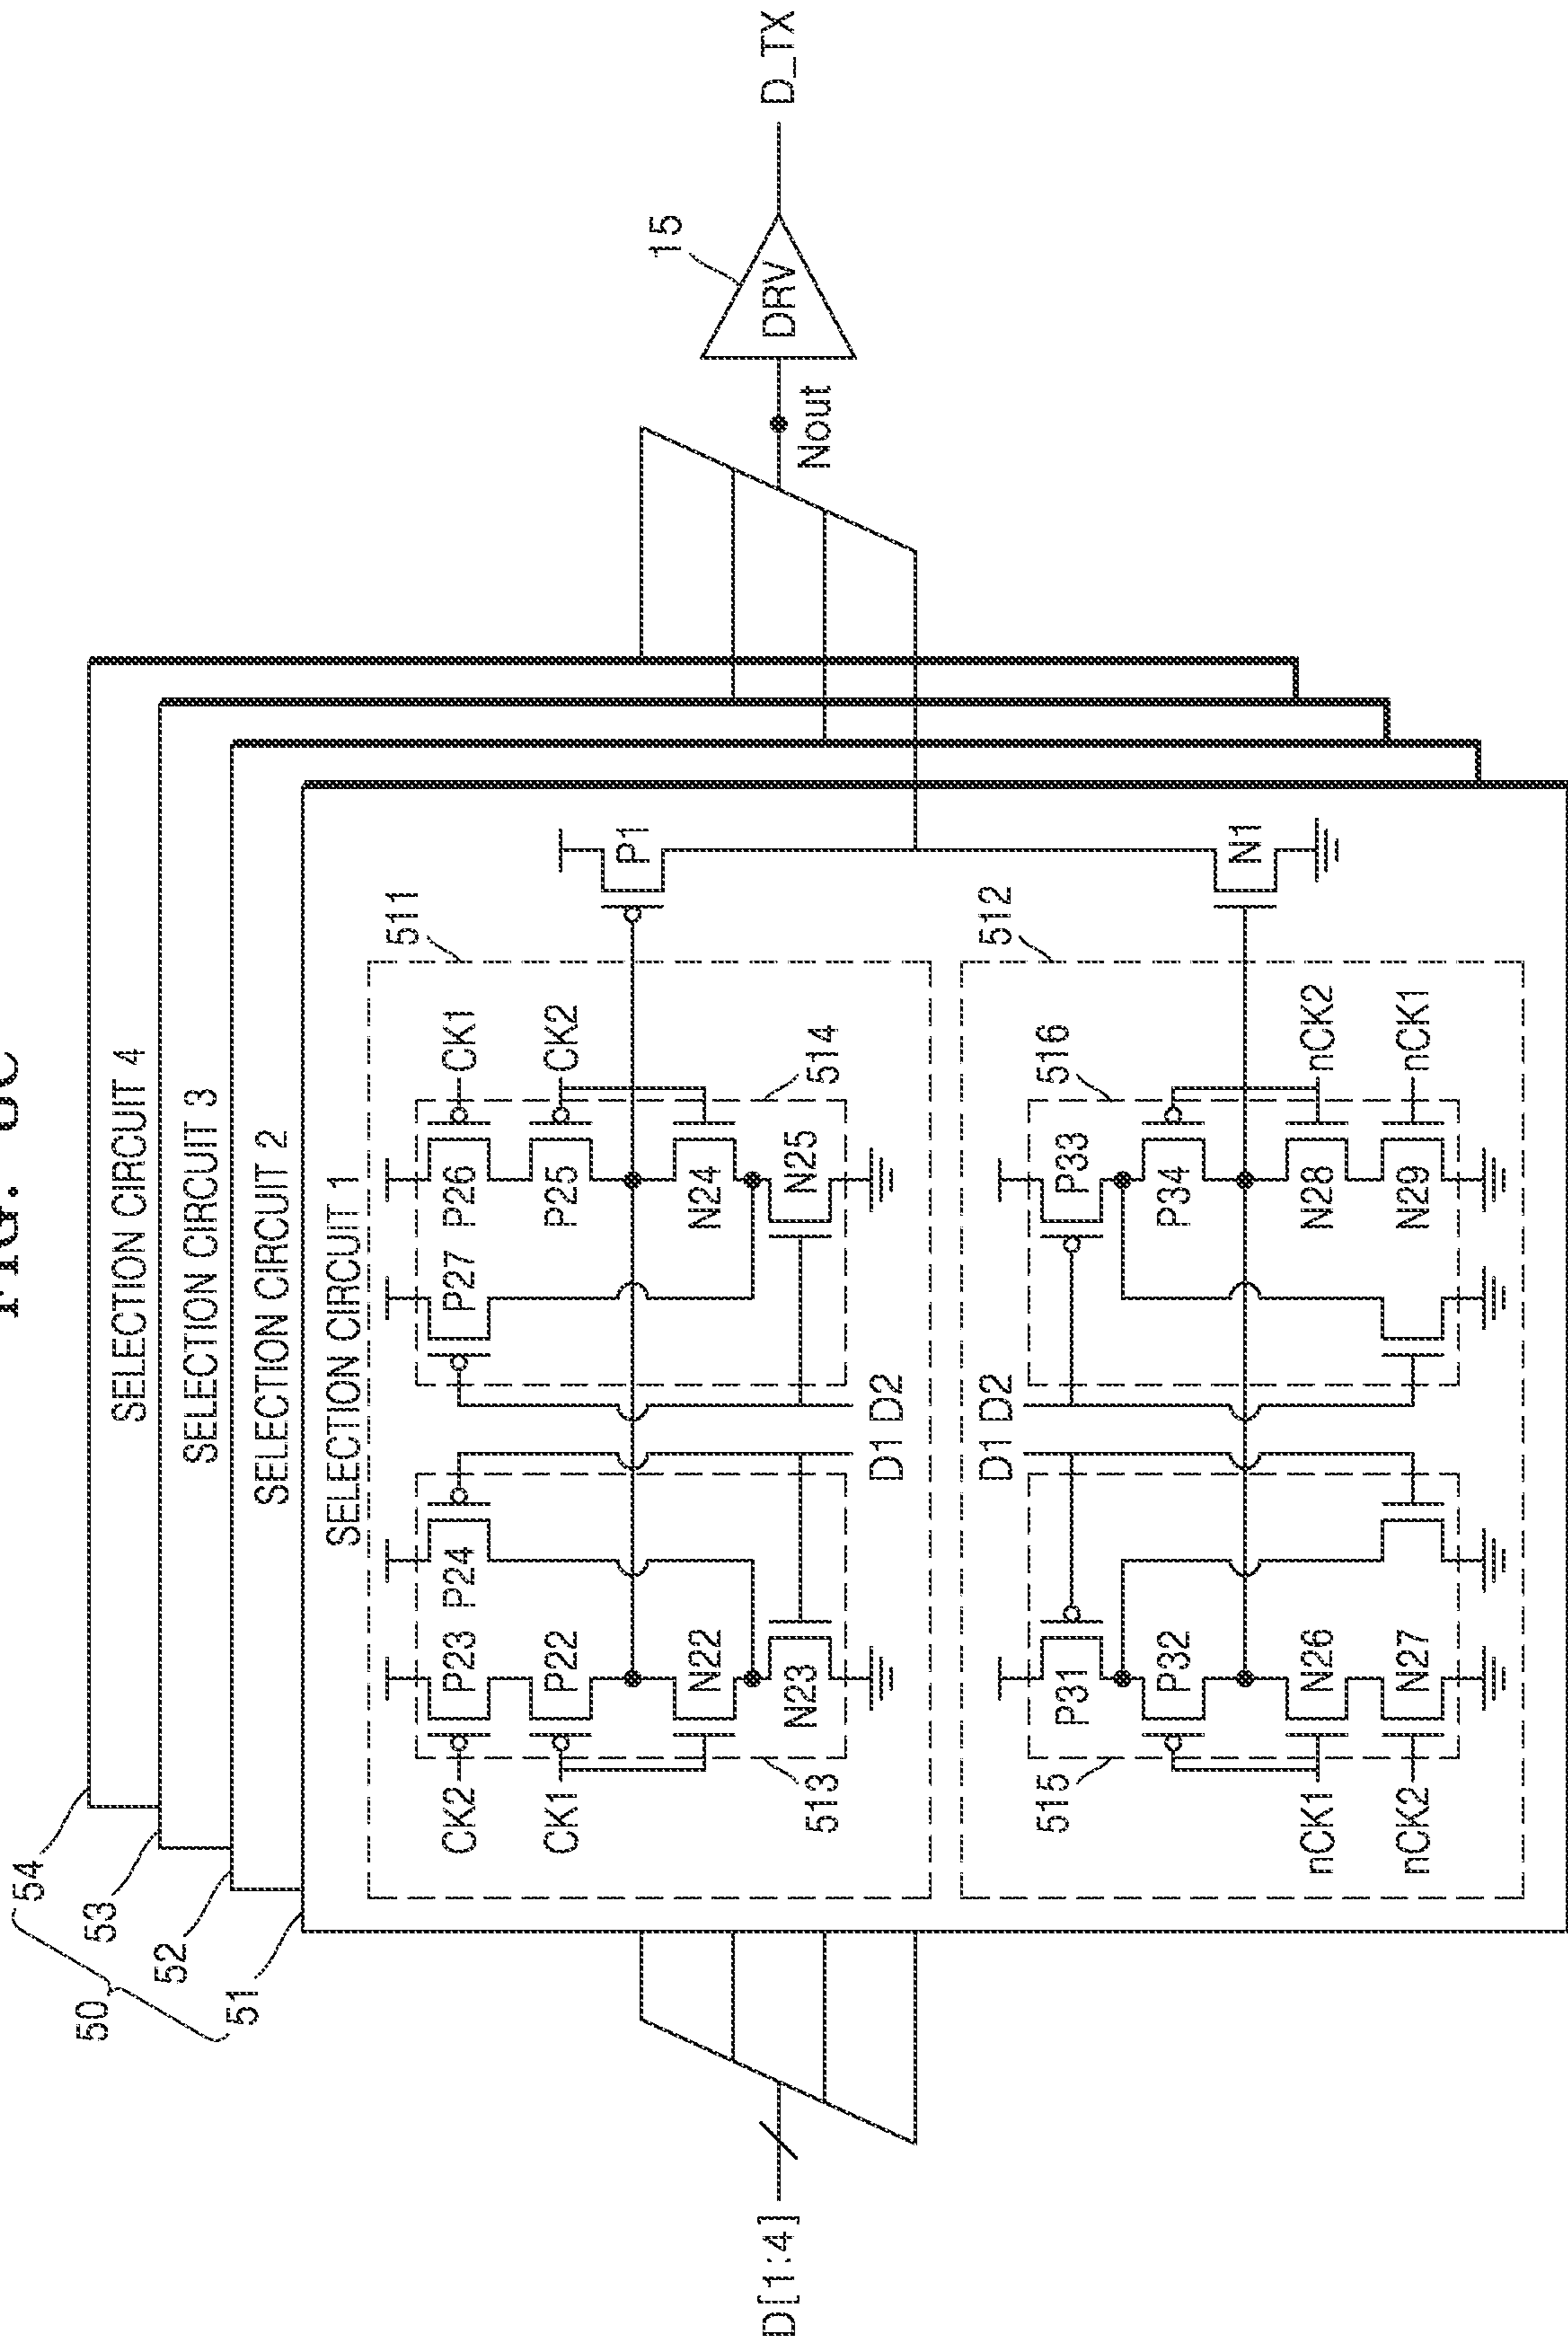 50
54
53
52
51
SELECTION CIRCUIT 4
SELECTION CIRCUIT 3
SELECTION CIRCUIT 2
SELECTION CIRCUIT 1
511
CK2
P23
P24
P27
P26
CK1
CK1
P22
P25
CK2
P1
N22
N24
513
N23
N25
514
D1 D2
512
D1 D2
515
P31
P33
516
P32
P34
nCK1
N26
N28
nCK2
N1
nCK2
N27
N29
nCK1
D[1:4]
Nout
15
DRV
D_TX